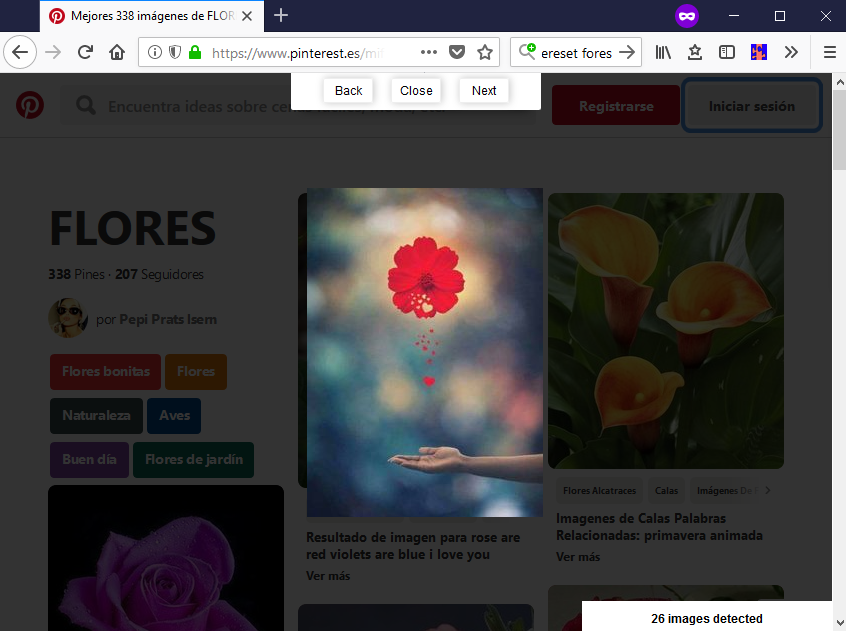 Mejores 338 imágenes de FLOR
https://www.pinterest.es/mi
ereset fores
Back Close Next
Encuentra ideas sobre
Registrarse
Iniciar sesión
FLORES
338 Pines · 207 Seguidores
por Pepi Prats Isern
Flores bonitas
Flores
Naturaleza
Aves
Buen día
Flores de jardín
Resultado de imagen para rose are
red violets are blue i love you
Ver más
Flores Alcatraces
Calas
Imágenes De
Imagenes de Calas Palabras
Relacionadas: primavera animada
Ver más
26 images detected